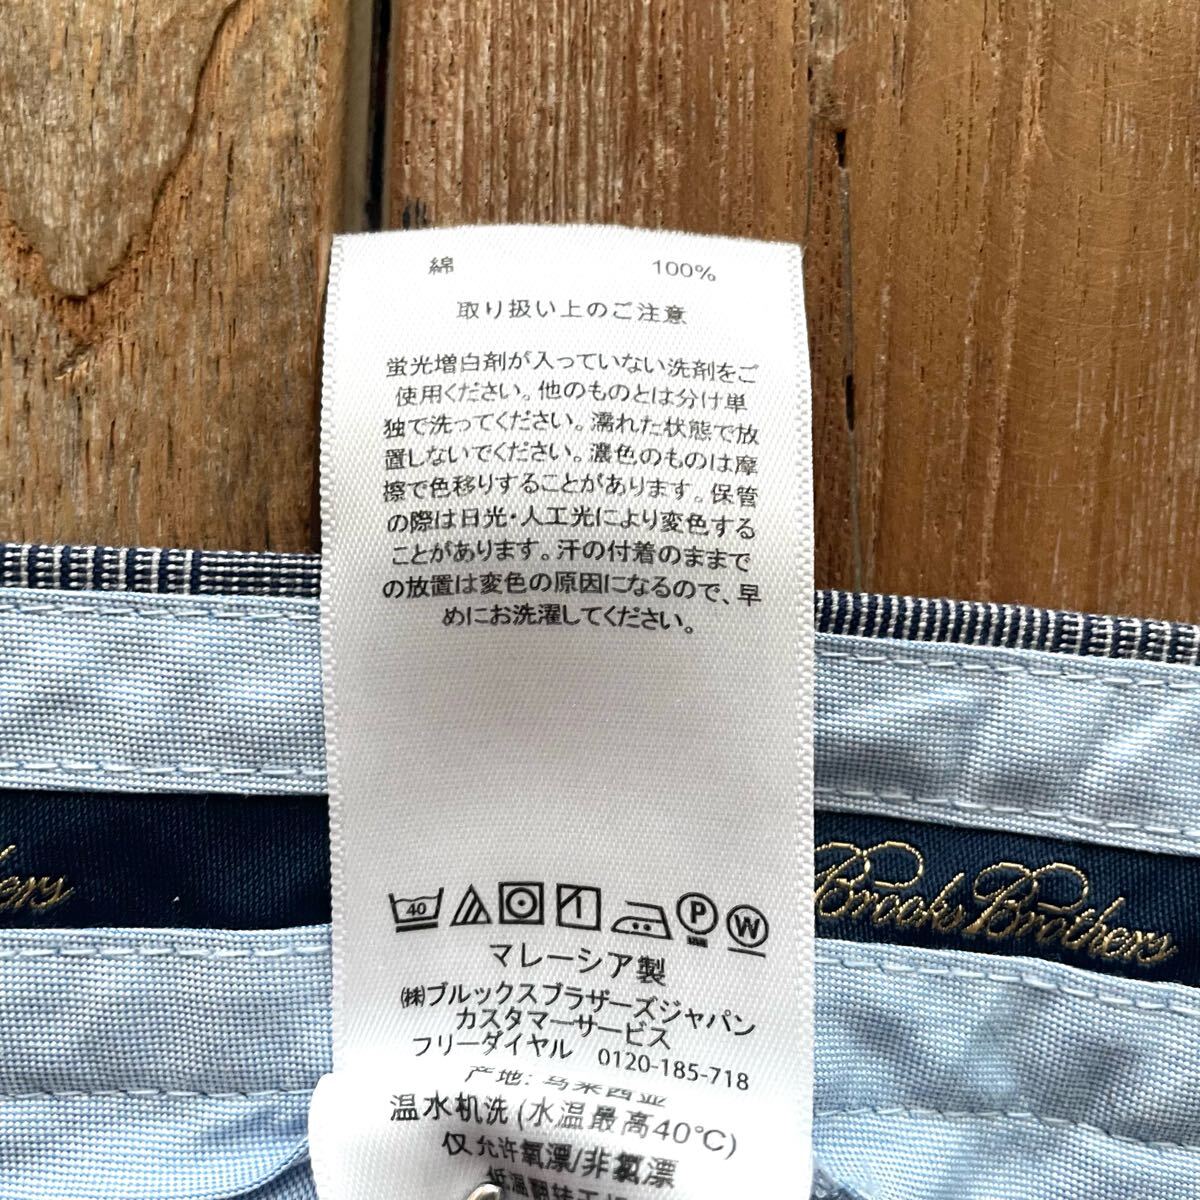 綿 100%
取り扱い上のご注意
蛍光増白剤が入っていない洗剤をご
使用ください。他のものとは分け単
独で洗ってください。濡れた状態で放
置しないでください。濃色のものは摩
擦で色移りすることがあります。保管
の際は日光・人工光により変色する
ことがあります。汗の付着のままで
の放置は変色の原因になるので、早
めにお洗濯してください。
40 P W
マレーシア製
㈱ブルックスブラザーズジャパン
カスタマーサービス
フリーダイヤル 0120-185-718
产地: 马来西亚
温水机洗 (水温最高40℃)
仅允许氧漂/非氯漂
低温翻转干
hers
Brooks Brothers